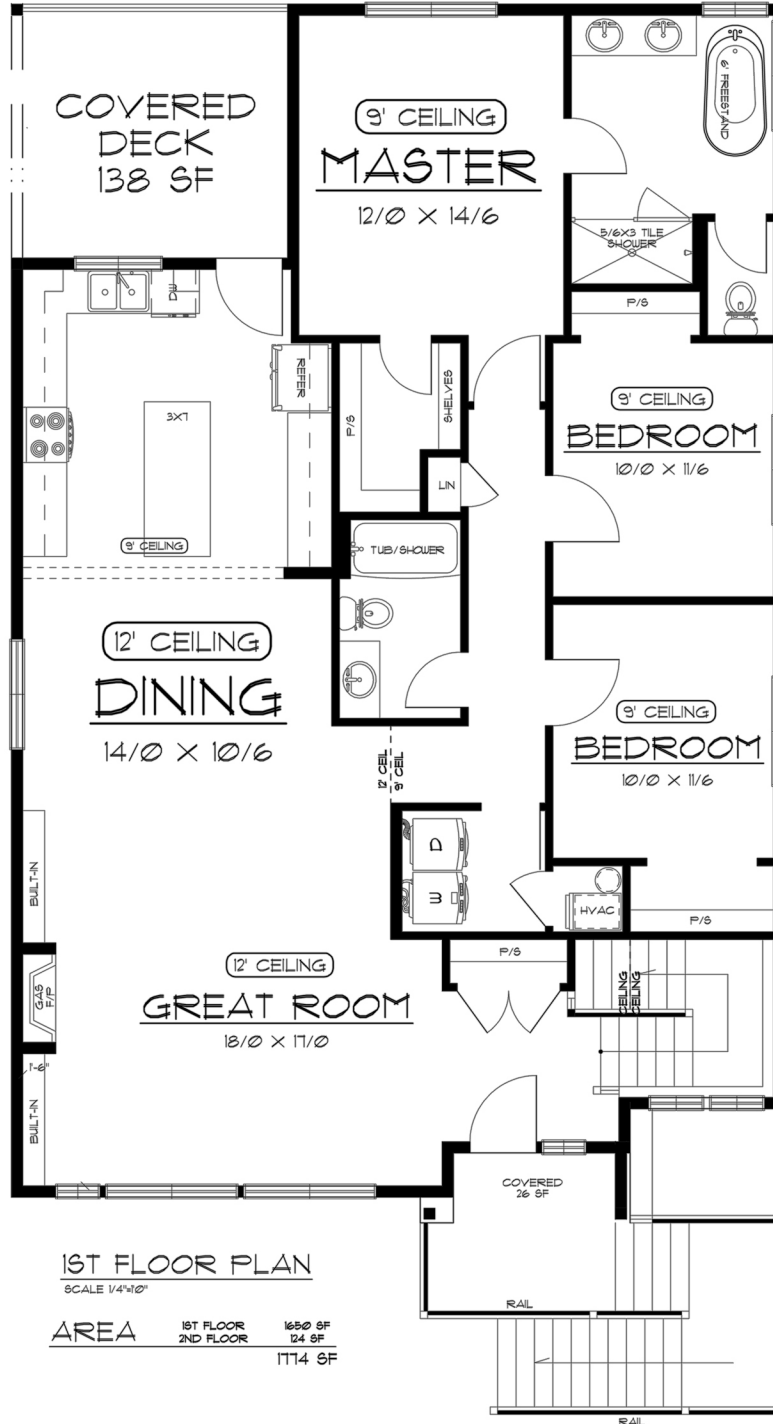 COVERED
DECK
138 SF
9' CEILING
MASTER
12/0 X 14/6
6' FREESTAND
5/6X3 TILE
SHOWER
P/S
DW
REFER
3X7
9' CEILING
P/S
SHELVES
LIN
9' CEILING
BEDROOM
10/0 X 11/6
TUB/SHOWER
12' CEILING
DINING
14/0 X 10/6
12' CEIL
9' CEIL
9' CEILING
BEDROOM
10/0 X 11/6
BUILT-IN
D
W
HVAC
P/S
P/S
12' CEILING
GREAT ROOM
18/0 X 17/0
GAS
F/P
CEILING
CEILING
1'-6"
BUILT-IN
COVERED
26 SF
RAIL
1ST FLOOR PLAN
SCALE 1/4"=1'0"
AREA
1ST FLOOR 1650 SF
2ND FLOOR 124 SF
1774 SF
RAIL